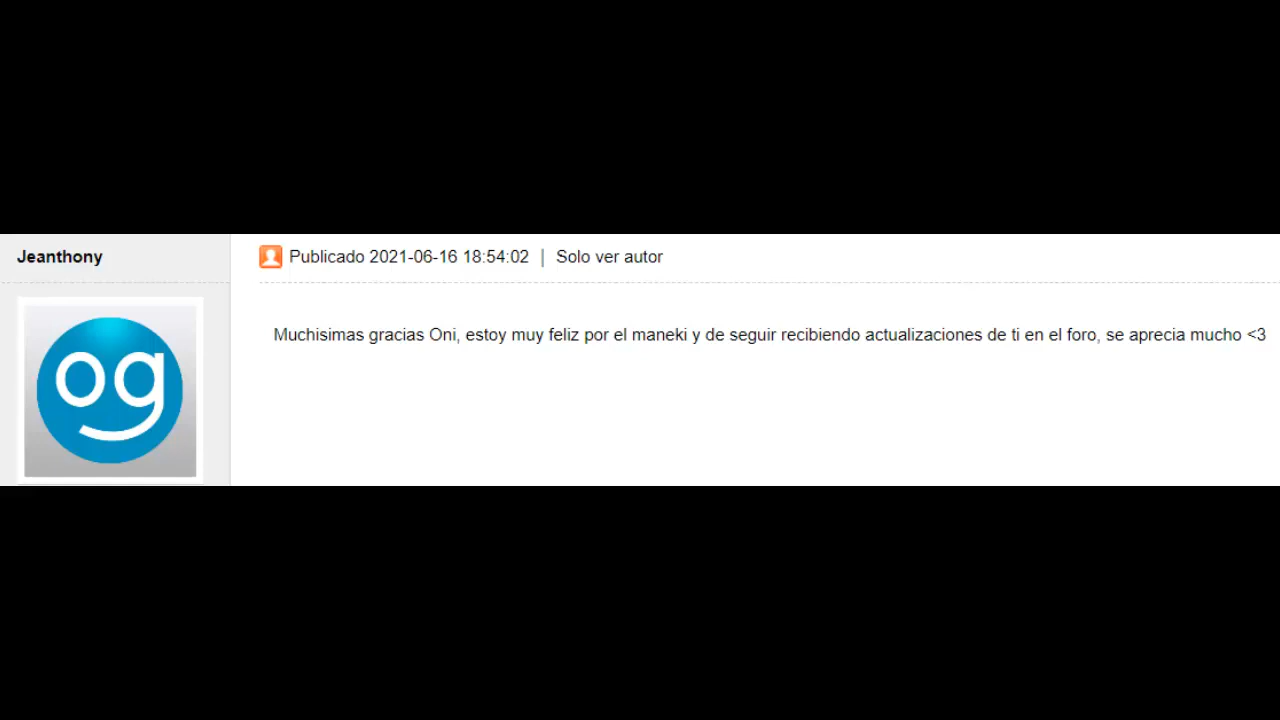 Jeanthony
Publicado 2021-06-16 18:54:02 | Solo ver autor
og
Muchisimas gracias Oni, estoy muy feliz por el maneki y de seguir recibiendo actualizaciones de ti en el foro, se aprecia mucho <3